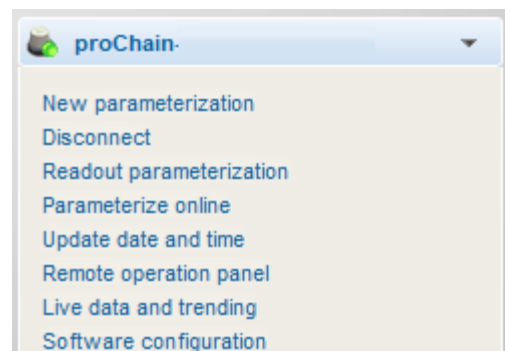 proChain-
New parameterization
Disconnect
Readout parameterization
Parameterize online
Update date and time
Remote operation panel
Live data and trending
Software configuration